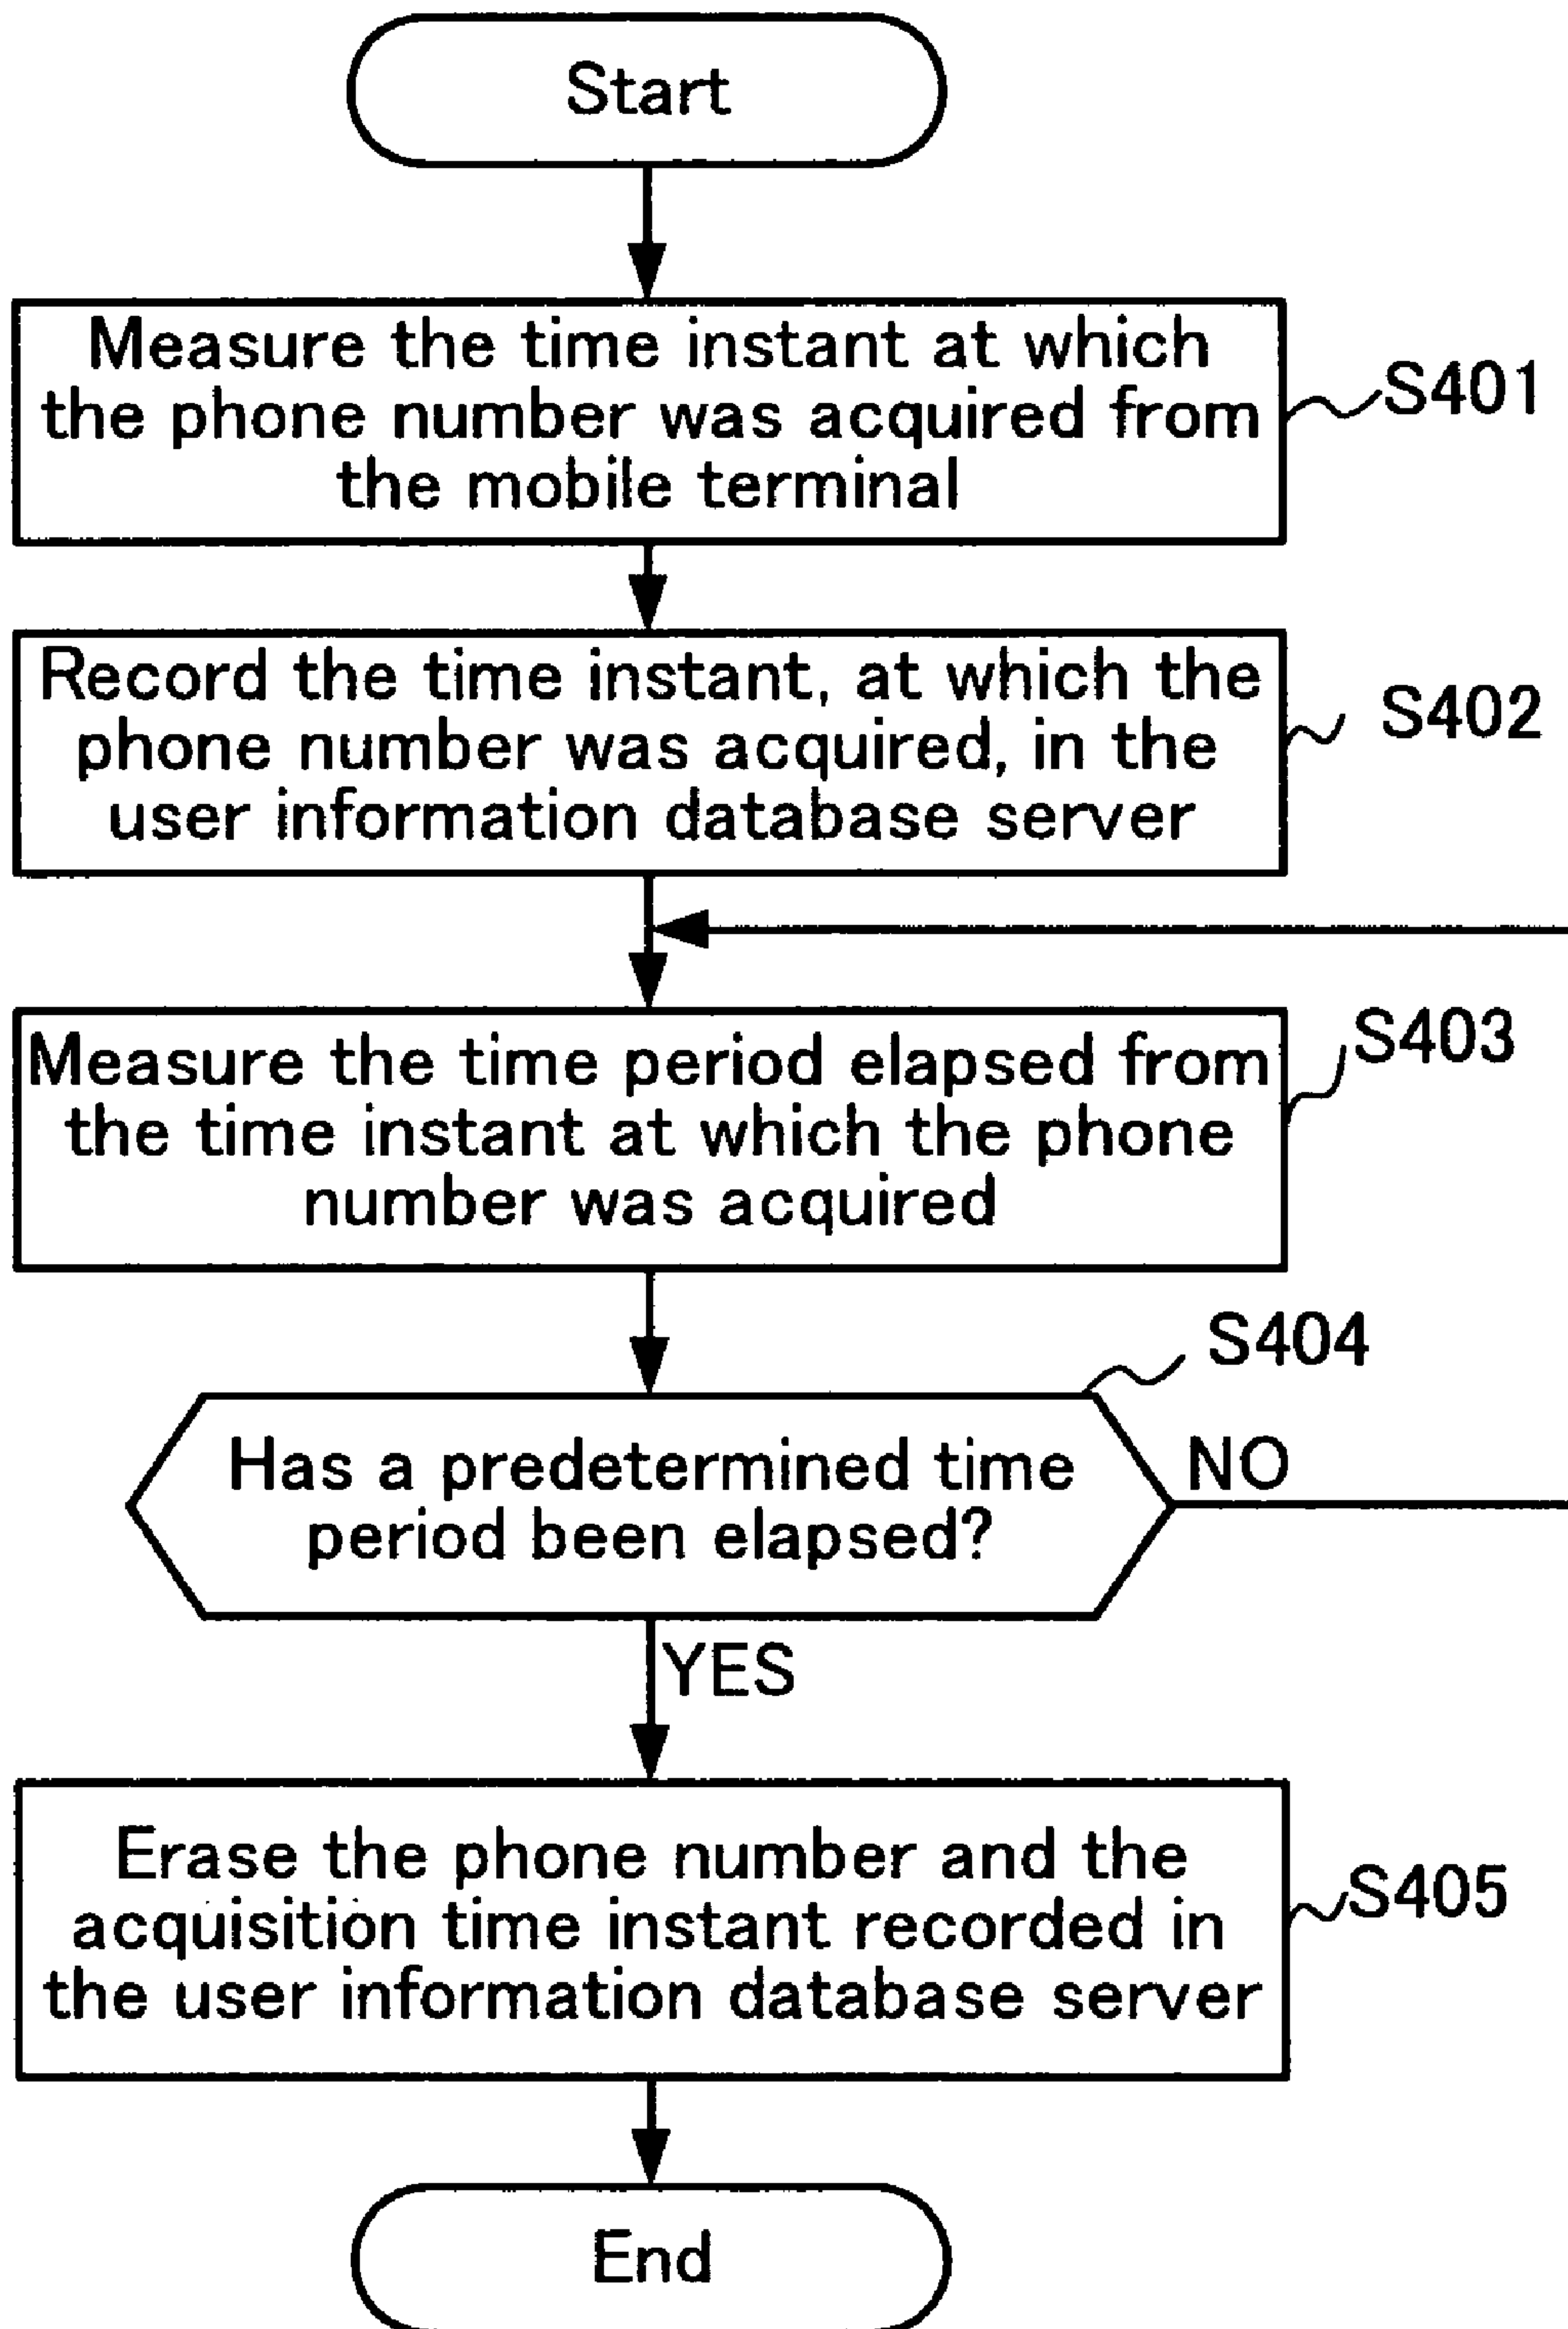 Start
Measure the time instant at which
the phone number was acquired from
the mobile terminal
S401
Record the time instant, at which the
phone number was acquired, in the
user information database server
S402
Measure the time period elapsed from
the time instant at which the phone
number was acquired
S403
S404
Has a predetermined time
period been elapsed?
NO
YES
Erase the phone number and the
acquisition time instant recorded in
the user information database server
S405
End